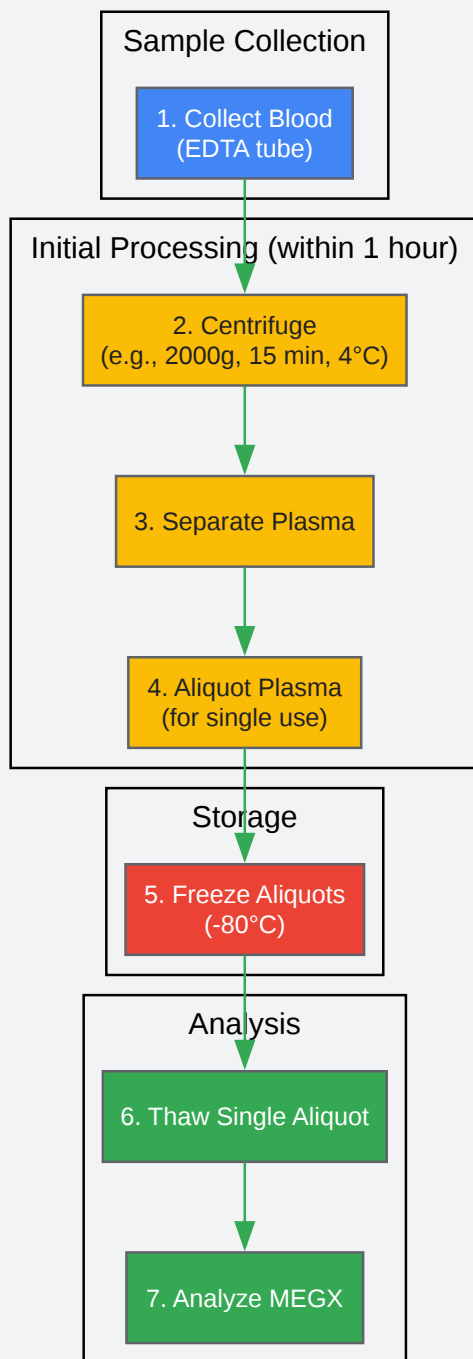 Sample Collection
1. Collect Blood
(EDTA tube)
Initial Processing (within 1 hour)
2. Centrifuge
(e.g., 2000g, 15 min, 4°C)
3. Separate Plasma
4. Aliquot Plasma
(for single use)
Storage
5. Freeze Aliquots
(-80°C)
Analysis
6. Thaw Single Aliquot
7. Analyze MEGX